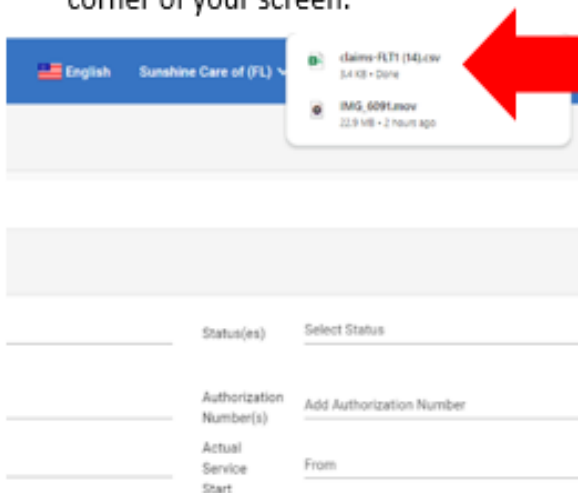 corner of your screen.
English Sunshine Care of (FL)
claims-FLT1 (14).csv
3.4 KB • Done
IMG_6091.mov
22.9 MB • 2 hours ago
Status(es) Select Status
Authorization
Number(s) Add Authorization Number
Actual
Service
Start From